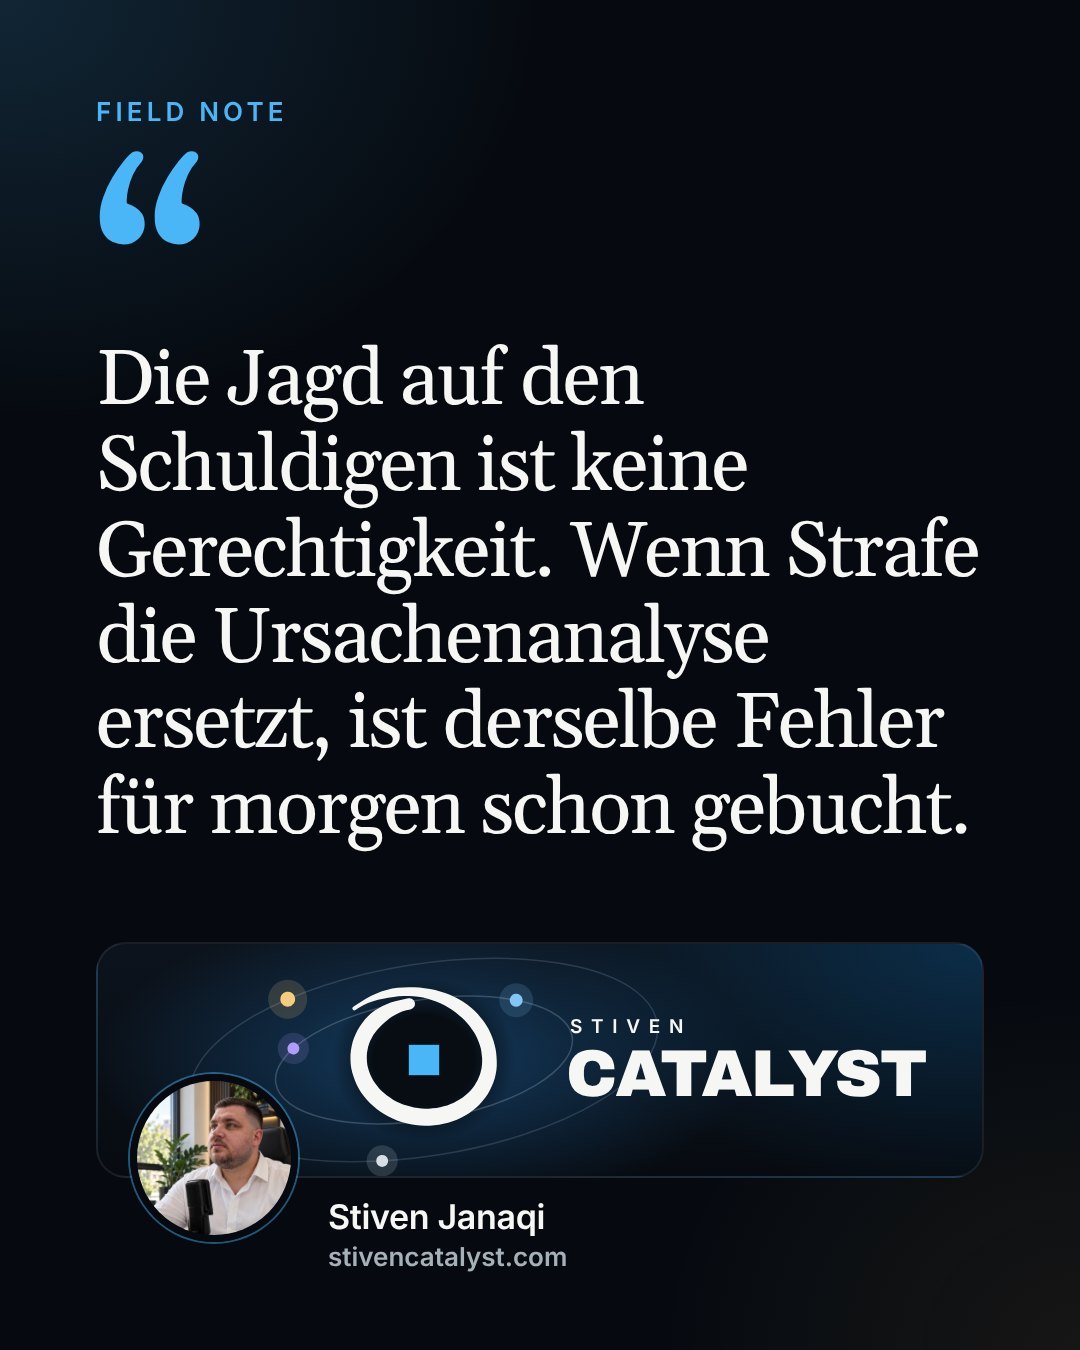 FIELD NOTE
“
Die Jagd auf den
Schuldigen ist keine
Gerechtigkeit. Wenn Strafe
die Ursachenanalyse
ersetzt, ist derselbe Fehler
für morgen schon gebucht.
STIVEN
CATALYST
Stiven Janaqi
stivencatalyst.com